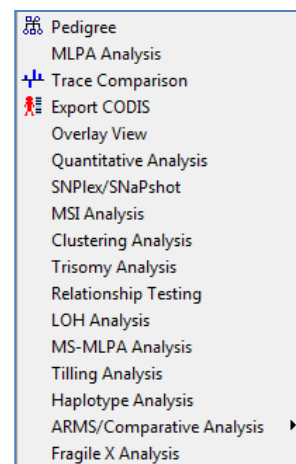 Pedigree
MLPA Analysis
Trace Comparison
Export CODIS
Overlay View
Quantitative Analysis
SNPlex/SNaPshot
MSI Analysis
Clustering Analysis
Trisomy Analysis
Relationship Testing
LOH Analysis
MS-MLPA Analysis
Tilling Analysis
Haplotype Analysis
ARMS/Comparative Analysis
Fragile X Analysis